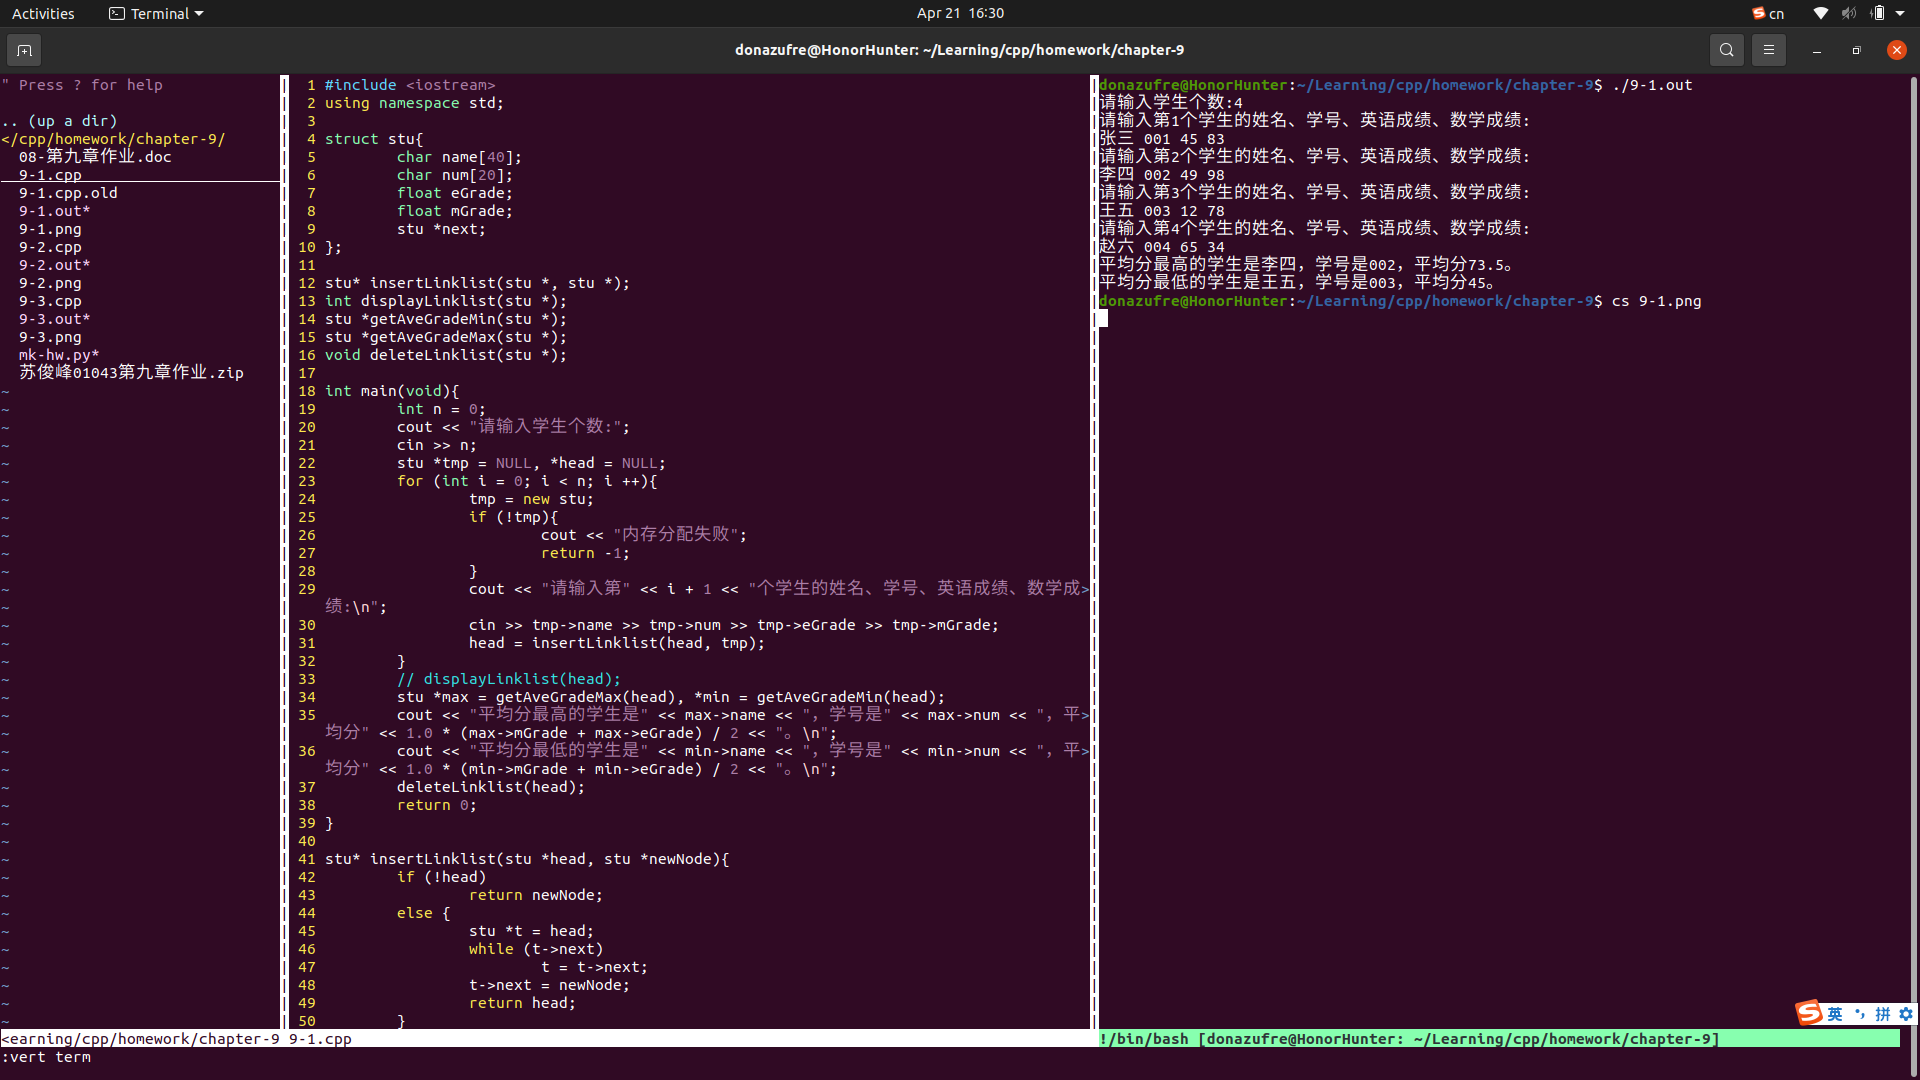 Activities
Terminal
Apr 21 16:30
cn
donazufre@HonorHunter: ~/Learning/cpp/homework/chapter-9
" Press ? for help
.. (up a dir)
</cpp/homework/chapter-9/
08-第九章作业.doc
9-1.cpp
9-1.cpp.old
9-1.out*
9-1.png
9-2.cpp
9-2.out*
9-2.png
9-3.cpp
9-3.out*
9-3.png
mk-hw.py*
苏俊峰01043第九章作业.zip
1 #include <iostream>
2 using namespace std;
3
4 struct stu{
5 char name[40];
6 char num[20];
7 float eGrade;
8 float mGrade;
9 stu *next;
10 };
11
12 stu* insertLinklist(stu *, stu *);
13 int displayLinklist(stu *);
14 stu *getAveGradeMin(stu *);
15 stu *getAveGradeMax(stu *);
16 void deleteLinklist(stu *);
17
18 int main(void){
19 int n = 0;
20 cout << "请输入学生个数:";
21 cin >> n;
22 stu *tmp = NULL, *head = NULL;
23 for (int i = 0; i < n; i ++){
24 tmp = new stu;
25 if (!tmp){
26 cout << "内存分配失败";
27 return -1;
28 }
29 cout << "请输入第" << i + 1 << "个学生的姓名、学号、英语成绩、数学成>
绩:\n";
30 cin >> tmp->name >> tmp->num >> tmp->eGrade >> tmp->mGrade;
31 head = insertLinklist(head, tmp);
32 }
33 // displayLinklist(head);
34 stu *max = getAveGradeMax(head), *min = getAveGradeMin(head);
35 cout << "平均分最高的学生是" << max->name << "，学号是" << max->num << "，平>
均分" << 1.0 * (max->mGrade + max->eGrade) / 2 << "。\n";
36 cout << "平均分最低的学生是" << min->name << "，学号是" << min->num << "，平>
均分" << 1.0 * (min->mGrade + min->eGrade) / 2 << "。\n";
37 deleteLinklist(head);
38 return 0;
39 }
40
41 stu* insertLinklist(stu *head, stu *newNode){
42 if (!head)
43 return newNode;
44 else {
45 stu *t = head;
46 while (t->next)
47 t = t->next;
48 t->next = newNode;
49 return head;
50 }
donazufre@HonorHunter:~/Learning/cpp/homework/chapter-9$ ./9-1.out
请输入学生个数:4
请输入第1个学生的姓名、学号、英语成绩、数学成绩:
张三 001 45 83
请输入第2个学生的姓名、学号、英语成绩、数学成绩:
李四 002 49 98
请输入第3个学生的姓名、学号、英语成绩、数学成绩:
王五 003 12 78
请输入第4个学生的姓名、学号、英语成绩、数学成绩:
赵六 004 65 34
平均分最高的学生是李四，学号是002，平均分73.5。
平均分最低的学生是王五，学号是003，平均分45。
donazufre@HonorHunter:~/Learning/cpp/homework/chapter-9$ cs 9-1.png
英 拼
<earning/cpp/homework/chapter-9 9-1.cpp
!/bin/bash [donazufre@HonorHunter: ~/Learning/cpp/homework/chapter-9]
:vert term